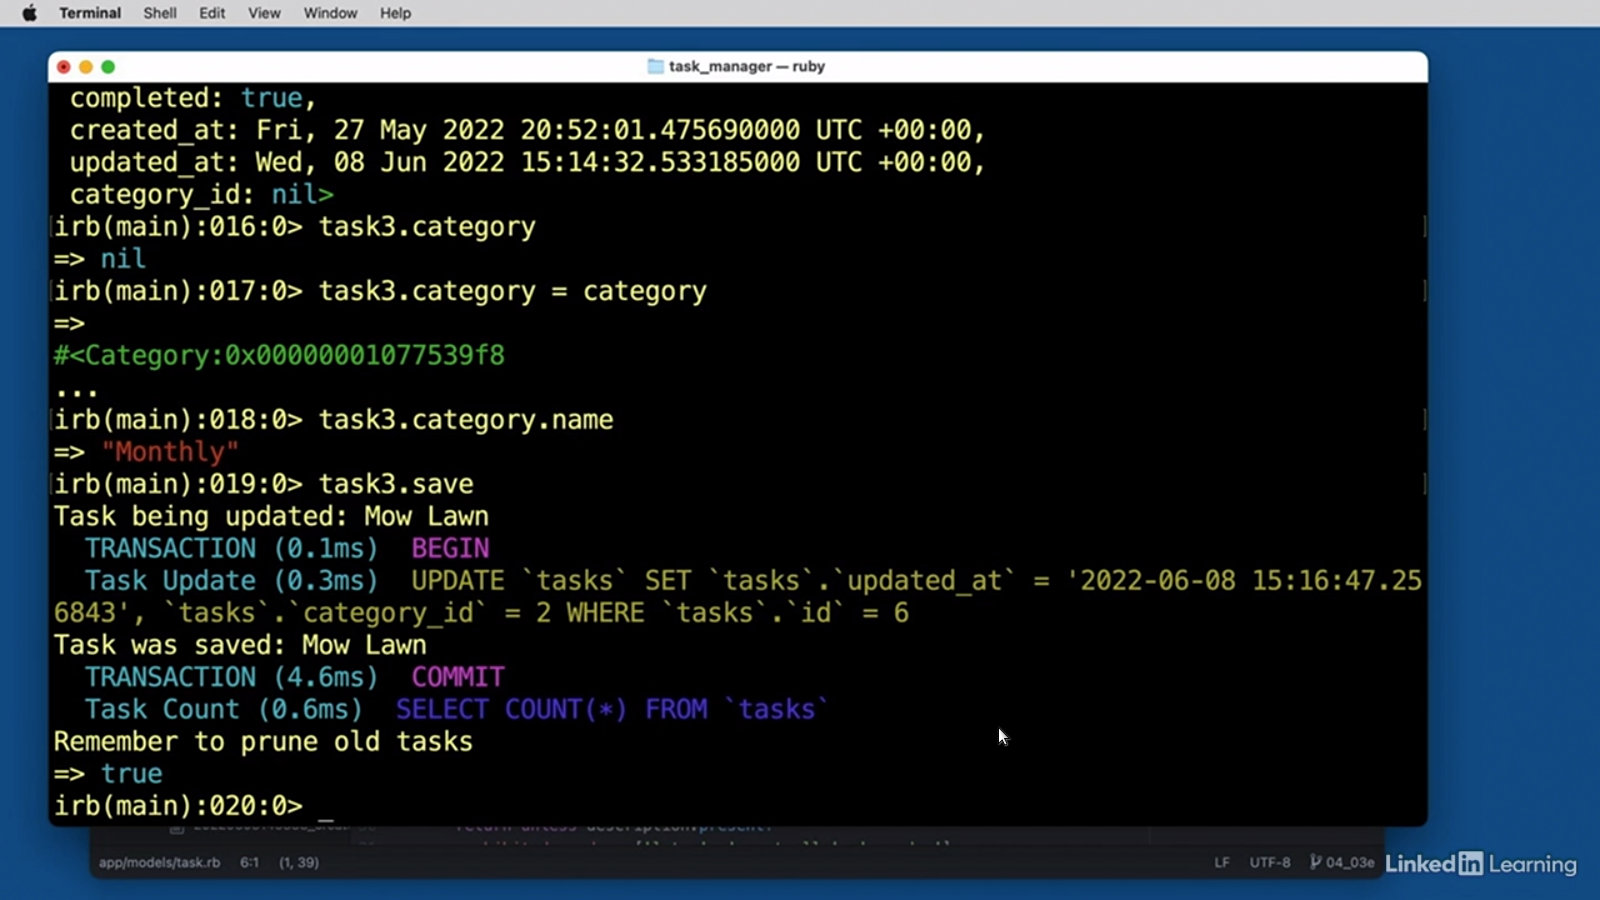 Terminal Shell Edit View Window Help
task_manager — ruby
completed: true,
created_at: Fri, 27 May 2022 20:52:01.475690000 UTC +00:00,
updated_at: Wed, 08 Jun 2022 15:14:32.533185000 UTC +00:00,
category_id: nil>
irb(main):016:0> task3.category
=> nil
irb(main):017:0> task3.category = category
=>
#<Category:0x00000001077539f8
...
irb(main):018:0> task3.category.name
=> "Monthly"
irb(main):019:0> task3.save
Task being updated: Mow Lawn
TRANSACTION (0.1ms) BEGIN
Task Update (0.3ms) UPDATE `tasks` SET `tasks`.`updated_at` = '2022-06-08 15:16:47.25
6843', `tasks`.`category_id` = 2 WHERE `tasks`.`id` = 6
Task was saved: Mow Lawn
TRANSACTION (4.6ms) COMMIT
Task Count (0.6ms) SELECT COUNT(*) FROM `tasks`
Remember to prune old tasks
=> true
irb(main):020:0> _
return unless description.present?
app/models/task.rb 6:1 (1, 39) LF UTF-8 04_03e
LinkedIn Learning